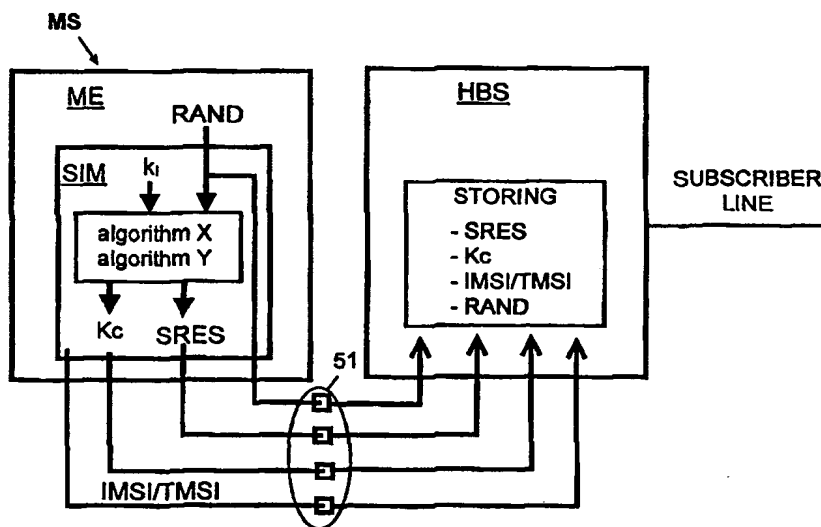 MS
ME
RAND
SIM
kI
algorithm X
algorithm Y
Kc
SRES
IMSI/TMSI
51
HBS
STORING
- SRES
- Kc
- IMSI/TMSI
- RAND
SUBSCRIBER
LINE